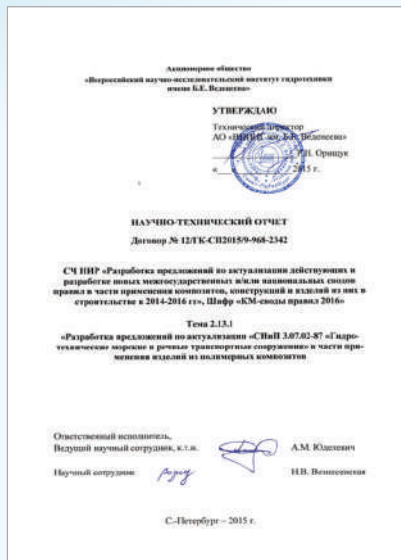 Акционерное общество
«Всероссийский научно-исследовательский институт гидротехники
имени Б.Е. Веденеева»
УТВЕРЖДАЮ
Технический директор
АО «ВНИИГ им. Б.Е. Веденеева»
Р.Н. Орищук
2015 г.
НАУЧНО-ТЕХНИЧЕСКИЙ ОТЧЕТ
Договор № 12/ГК-СП2015/9-968-2342
СЧ НИР «Разработка предложений по актуализации действующих и
разработке новых межгосударственных и/или национальных сводов
правил в части применения композитов, конструкций и изделий из них в
строительстве в 2014-2016 гг», Шифр «КМ-своды правил 2016»
Тема 2.13.1
«Разработка предложений по актуализации «СНиП 3.07.02-87 «Гидро-
технические морские и речные транспортные сооружения» в части при-
менения изделий из полимерных композитов
Ответственный исполнитель,
Ведущий научный сотрудник, к.т.н. А.М. Юделевич
Научный сотрудник Н.В. Вознесенская
С.-Петербург – 2015 г.